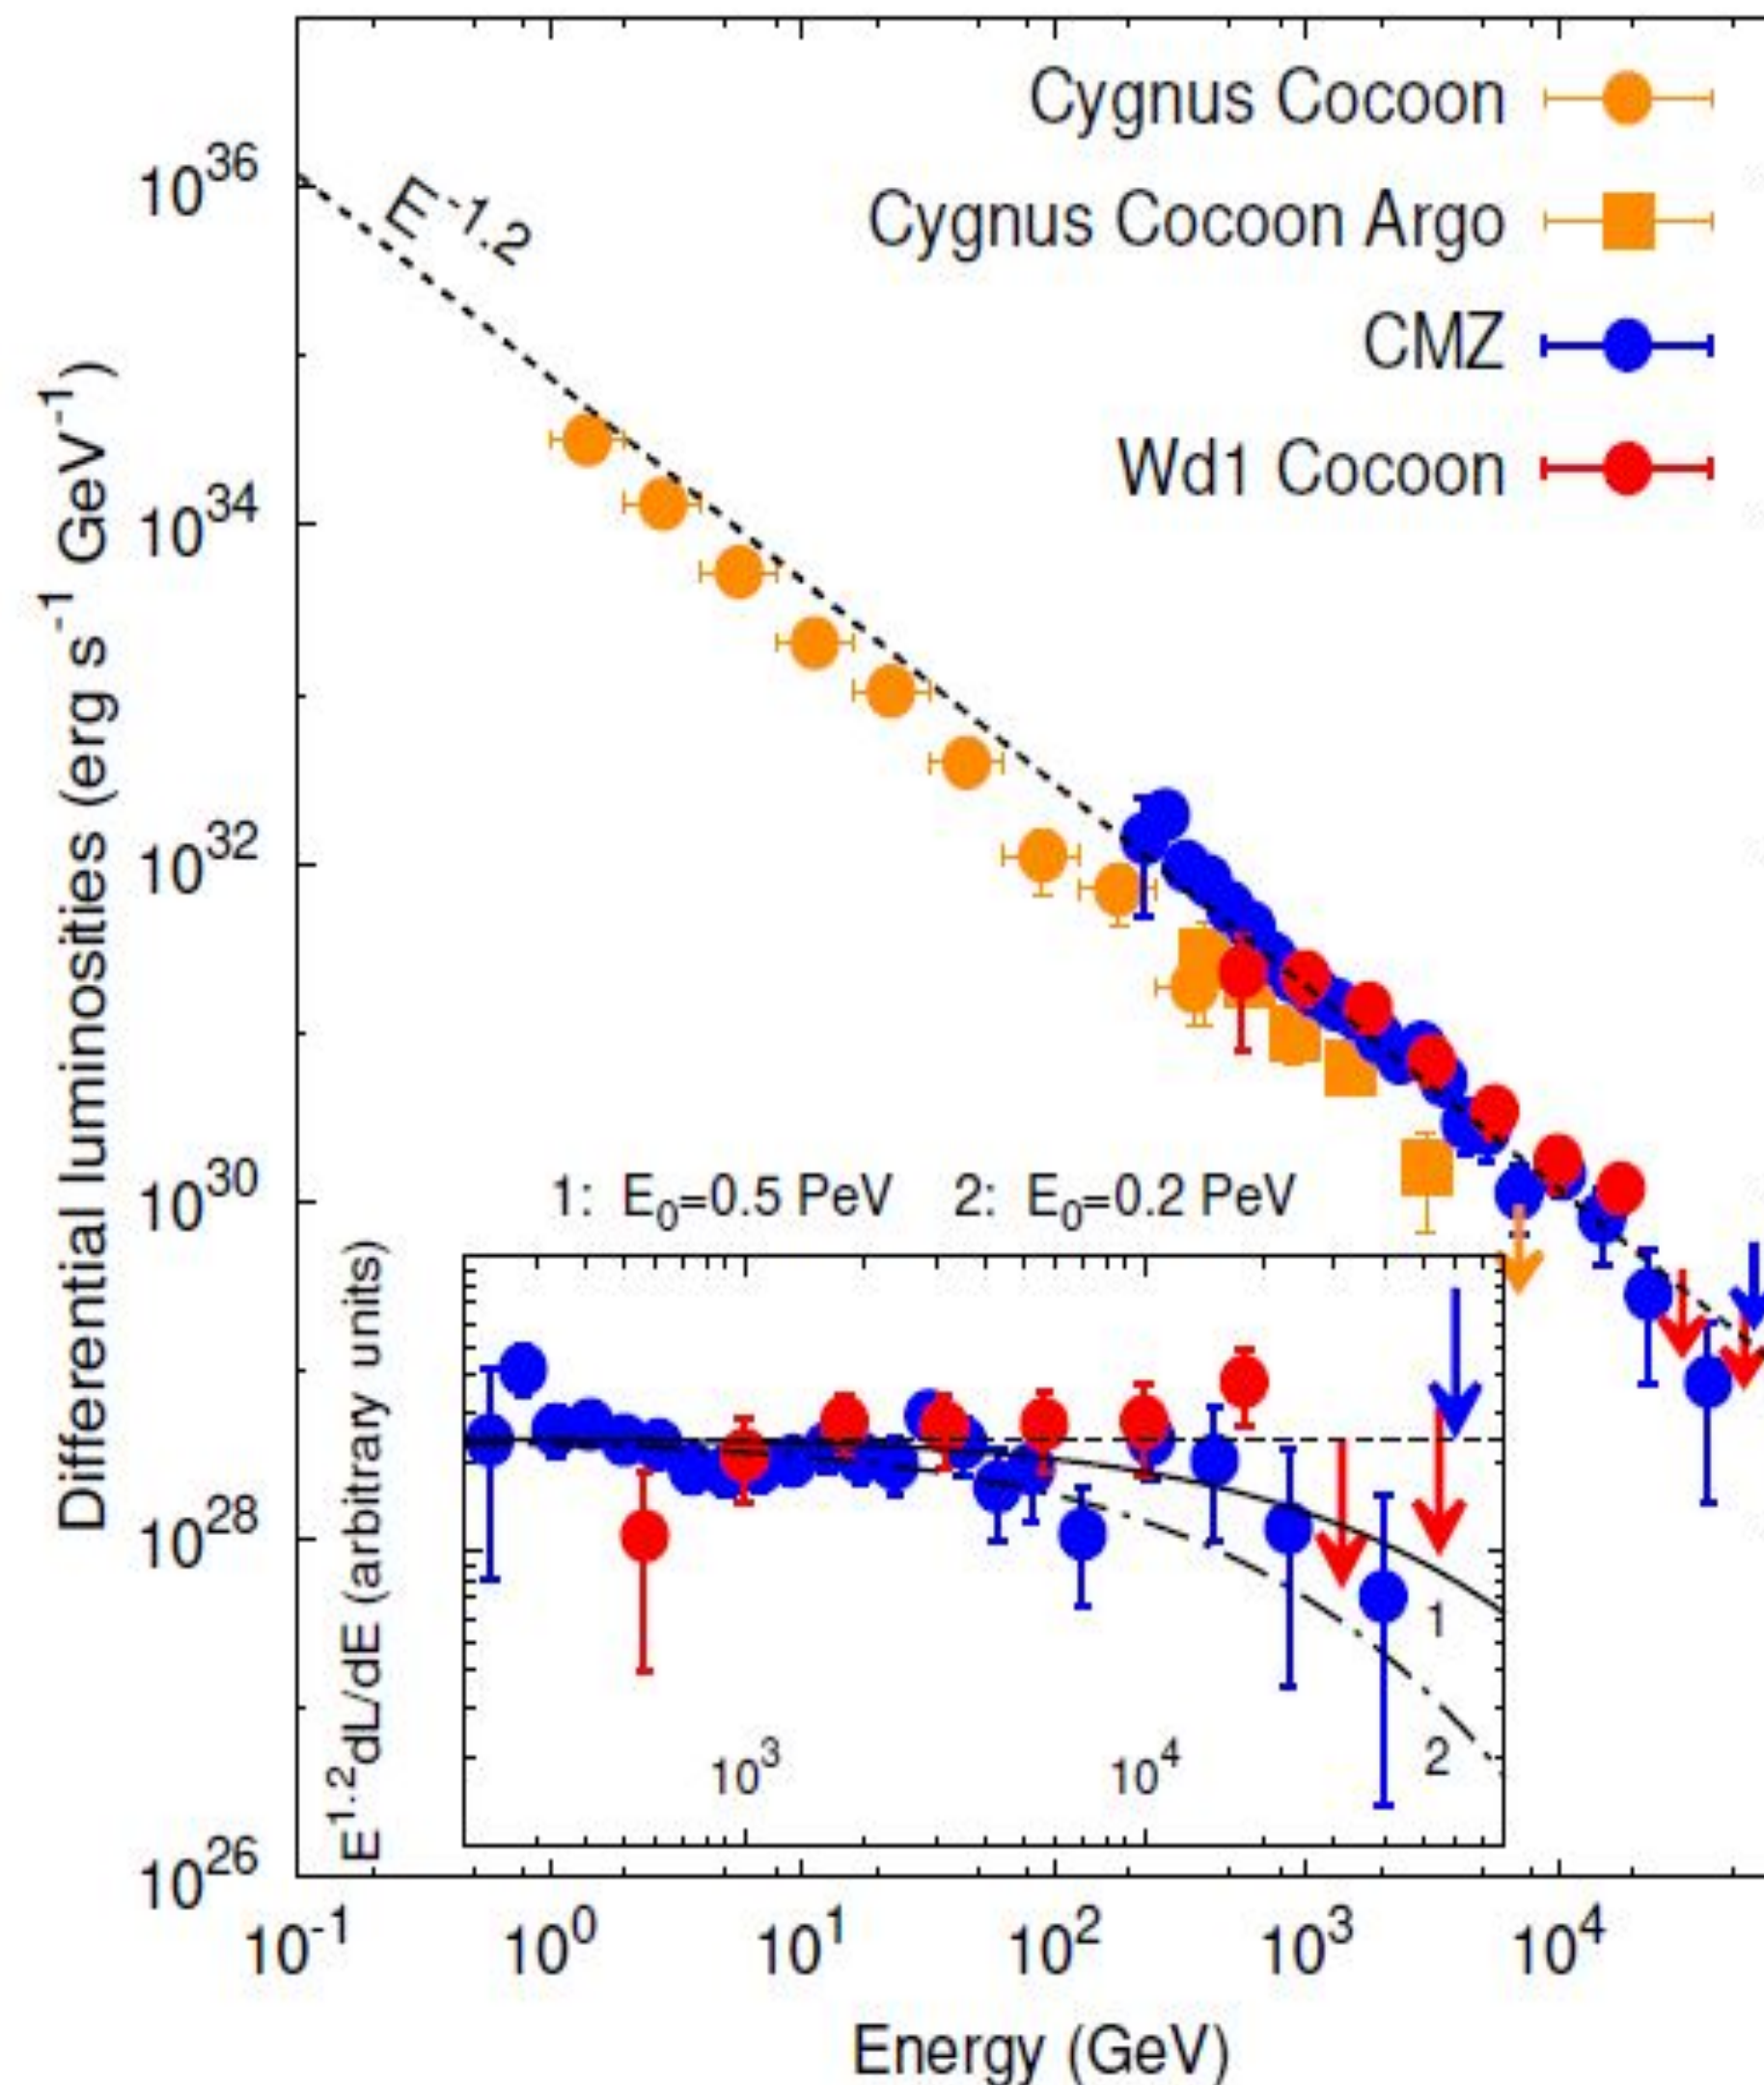 Cygnus Cocoon
Cygnus Cocoon Argo
CMZ
Wd1 Cocoon
E^-1.2
Differential luminosities (erg s^-1 GeV^-1)
10^36
10^34
10^32
10^30
10^28
10^26
1: E₀=0.5 PeV 2: E₀=0.2 PeV
E^1.2dL/dE (arbitrary units)
1
2
10^3 10^4
10^-1 10^0 10^1 10^2 10^3 10^4
Energy (GeV)